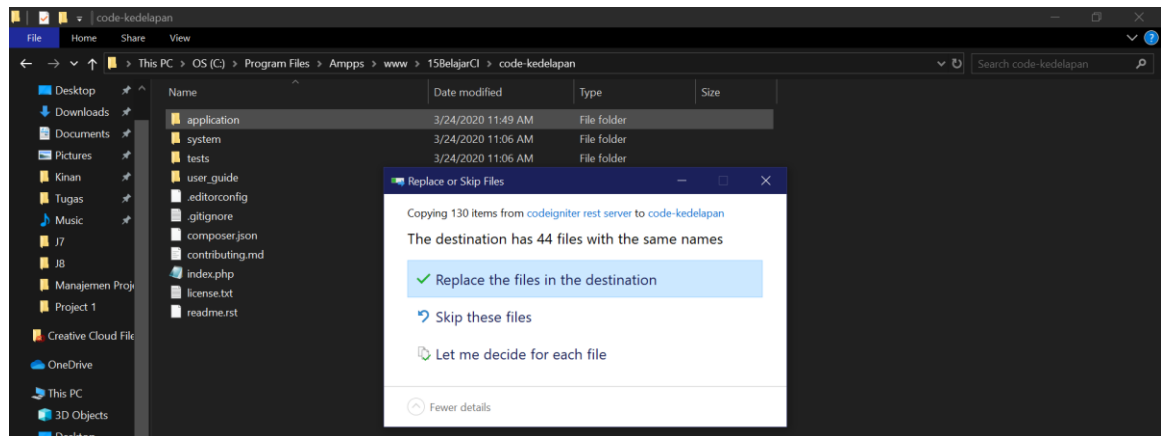 code-kedelapan
File Home Share View
This PC > OS (C:) > Program Files > Ampps > www > 15BelajarCI > code-kedelapan
Search code-kedelapan
Name Date modified Type Size
Desktop
Downloads
Documents
Pictures
Kinan
Tugas
Music
J7
J8
Manajemen Proje
Project 1
Creative Cloud File
OneDrive
This PC
3D Objects
Desktop
application 3/24/2020 11:49 AM File folder
system 3/24/2020 11:06 AM File folder
tests 3/24/2020 11:06 AM File folder
user_guide
.editorconfig
.gitignore
composer.json
contributing.md
index.php
license.txt
readme.rst
Replace or Skip Files
Copying 130 items from codeigniter rest server to code-kedelapan
The destination has 44 files with the same names
Replace the files in the destination
Skip these files
Let me decide for each file
Fewer details